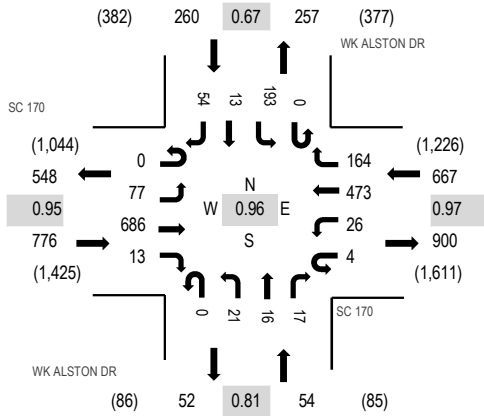 (382) 260 0.67 257 (377)
WK ALSTON DR
54 13 193 0
SC 170
(1,044) (1,226)
548 0 164 667
77 473
0.95 N 0.97
W 0.96 E
686 26
776 S 900
13 4
(1,425) (1,611)
0 21 16 17
SC 170
WK ALSTON DR
(86) 52 0.81 54 (85)